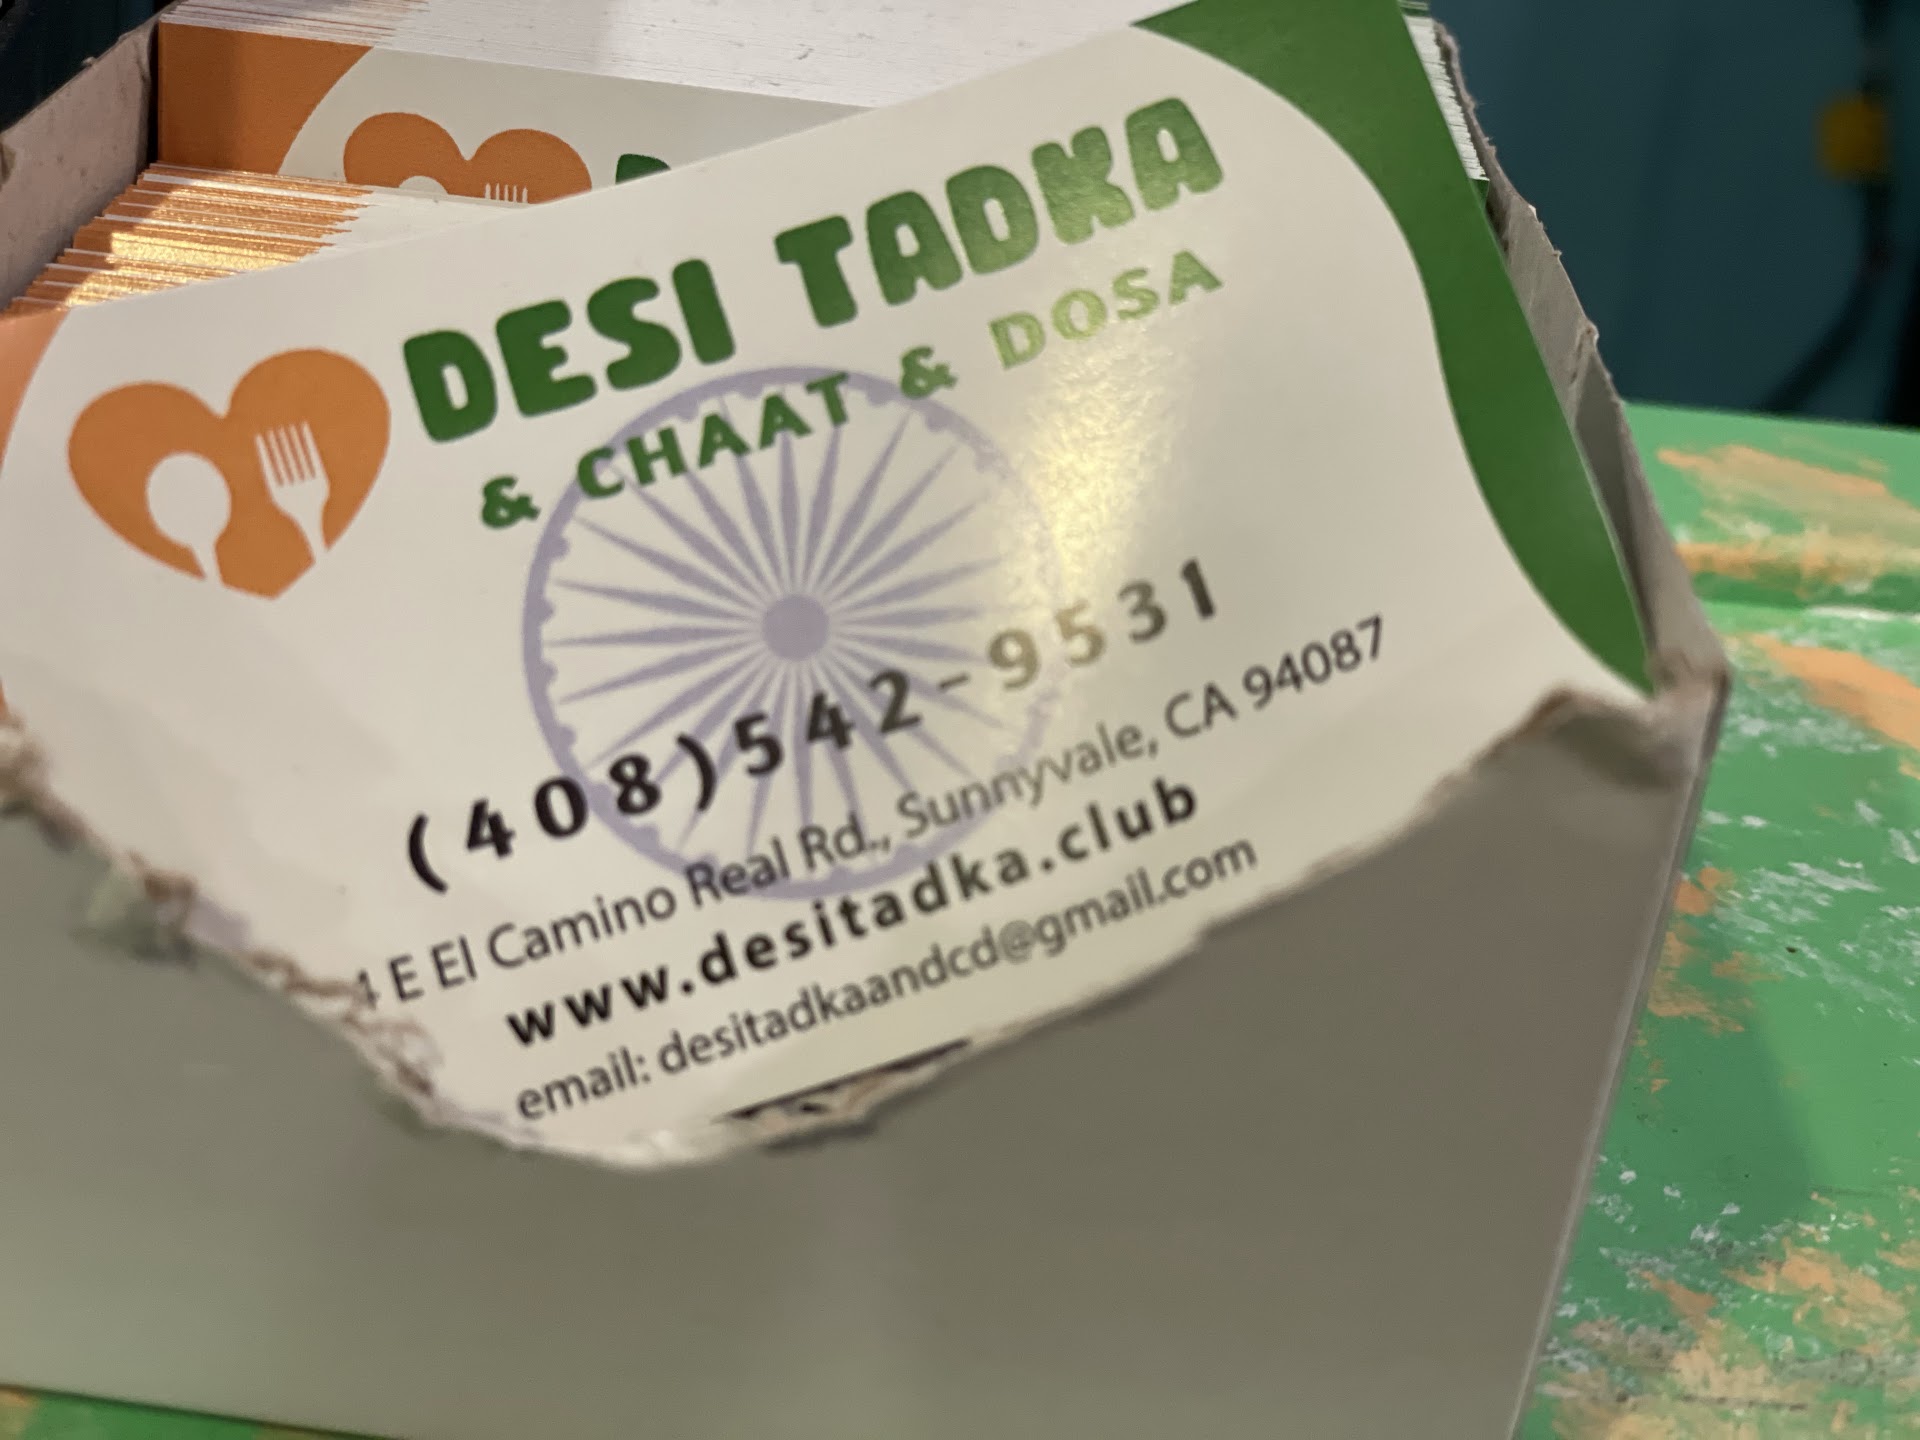 DESI TADKA
& CHAAT & DOSA
(408)542-9531
E El Camino Real Rd., Sunnyvale, CA 94087
www.desitadka.club
email: desitadkaandcd@gmail.com